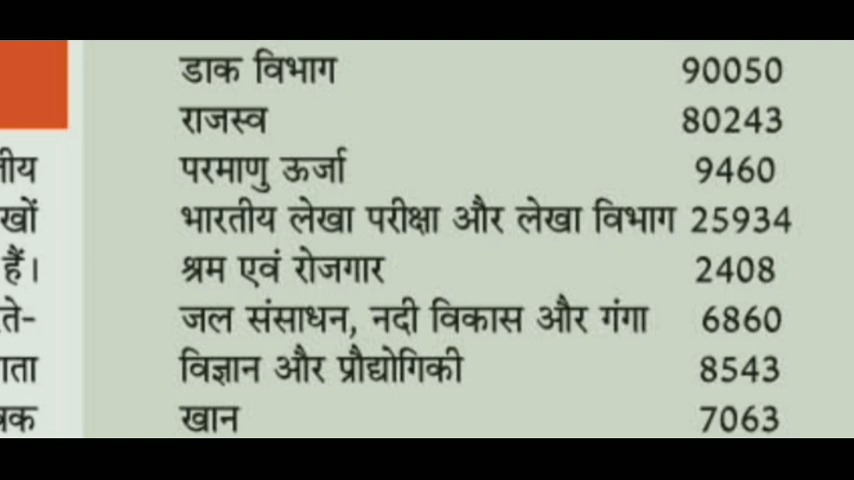 डाक विभाग 90050
राजस्व 80243
परमाणु ऊर्जा 9460
भारतीय लेखा परीक्षा और लेखा विभाग 25934
श्रम एवं रोजगार 2408
जल संसाधन, नदी विकास और गंगा 6860
विज्ञान और प्रौद्योगिकी 8543
खान 7063
हैं।